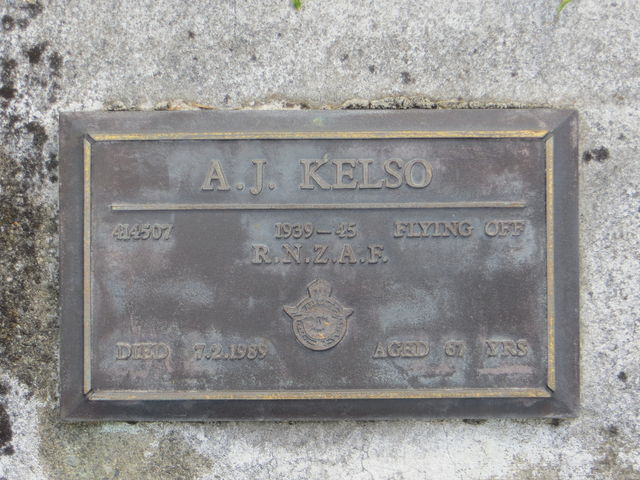 A.J. KELSO
414507 1939-45 FLYING OFF
R.N.Z.A.F.
DIED 7.2.1989 AGED 67 YRS